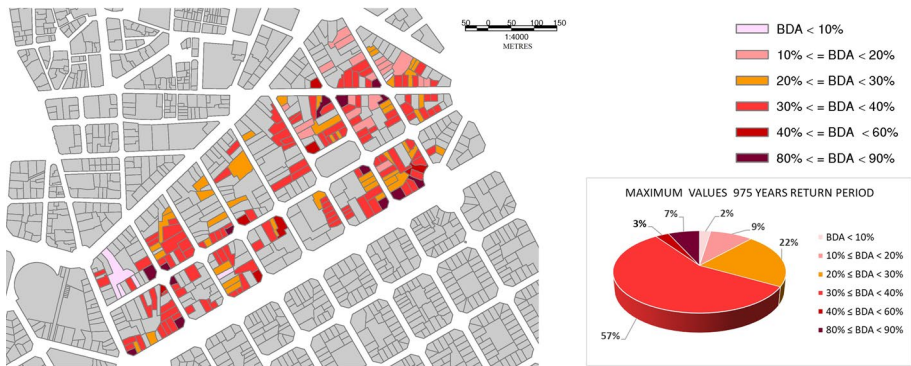 50 0 50 100 150
1:4000
METRES
BDA < 10%
10% < = BDA < 20%
20% < = BDA < 30%
30% < = BDA < 40%
40% < = BDA < 60%
80% < = BDA < 90%
MAXIMUM VALUES 975 YEARS RETURN PERIOD
3%
7%
2%
9%
22%
57%
BDA < 10%
10% ≤ BDA < 20%
20% ≤ BDA < 30%
30% ≤ BDA < 40%
40% ≤ BDA < 60%
80% ≤ BDA < 90%